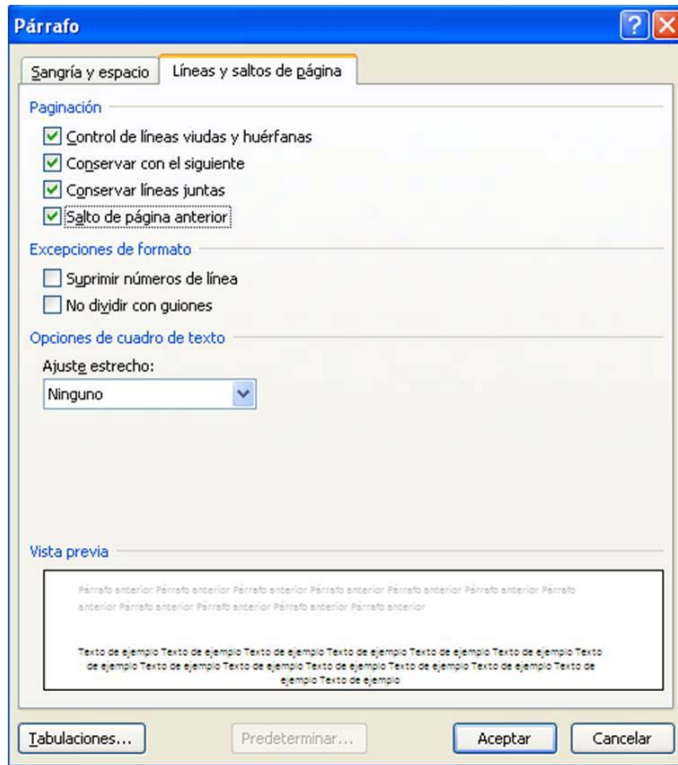 Párrafo
Sangría y espacio
Líneas y saltos de página
Paginación
Control de líneas viudas y huérfanas
Conservar con el siguiente
Conservar líneas juntas
Salto de página anterior
Excepciones de formato
Suprimir números de línea
No dividir con guiones
Opciones de cuadro de texto
Ajuste estrecho:
Ninguno
Vista previa
Párrafo anterior Párrafo anterior Párrafo anterior Párrafo anterior Párrafo anterior Párrafo anterior Párrafo
anterior Párrafo anterior Párrafo anterior Párrafo anterior Párrafo anterior
Texto de ejemplo Texto de ejemplo Texto de ejemplo Texto de ejemplo Texto de ejemplo Texto de ejemplo Texto
de ejemplo Texto de ejemplo Texto de ejemplo Texto de ejemplo Texto de ejemplo Texto de ejemplo Texto de
ejemplo Texto de ejemplo
Tabulaciones...
Predeterminar...
Aceptar
Cancelar